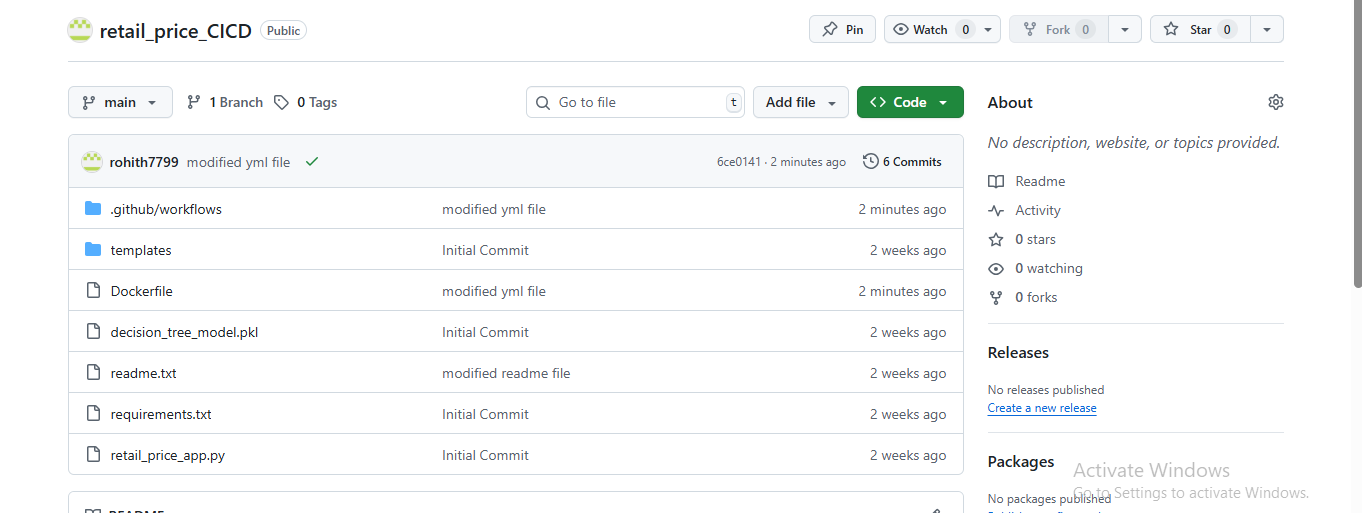 retail_price_CICD Public
Pin Watch 0 Fork 0 Star 0
main 1 Branch 0 Tags Go to file t Add file Code
rohith7799 modified yml file 6ce0141 · 2 minutes ago 6 Commits
.github/workflows modified yml file 2 minutes ago
templates Initial Commit 2 weeks ago
Dockerfile modified yml file 2 minutes ago
decision_tree_model.pkl Initial Commit 2 weeks ago
readme.txt modified readme file 2 weeks ago
requirements.txt Initial Commit 2 weeks ago
retail_price_app.py Initial Commit 2 weeks ago
README
About
No description, website, or topics provided.
Readme
Activity
0 stars
0 watching
0 forks
Releases
No releases published
Create a new release
Packages
No packages published
Activate Windows
Go to Settings to activate Windows.